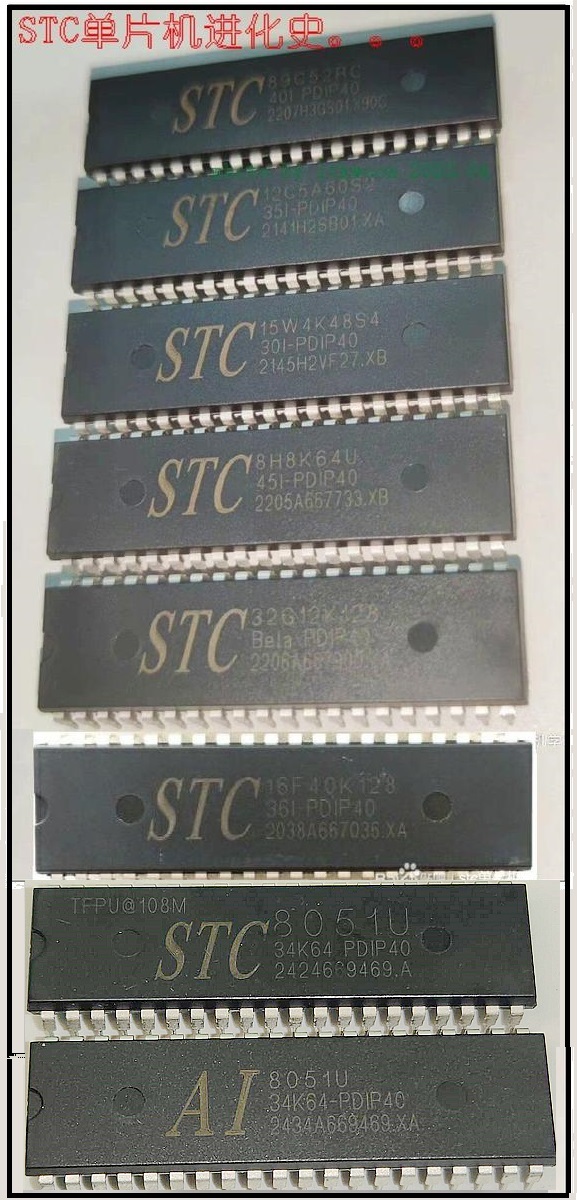 STC单片机进化史。。。
STC 89C52RC
40I-PDIP40
2207H3G801.X90C
STC 12C5A60S2
35I-PDIP40
2141H2S801.XA
STC 15W4K48S4
30I-PDIP40
2145H2VF27.XB
STC 8H8K64U
45I-PDIP40
2205A667733.XB
STC 32G12K128
Beta-PDIP40
STC 16F40K128
36I-PDIP40
2038A667036.XA
TFPU@108M
STC 8051U
34K64 PDIP40
2424669469.A
AI 8051U
34K64-PDIP40
2434A669469.XA